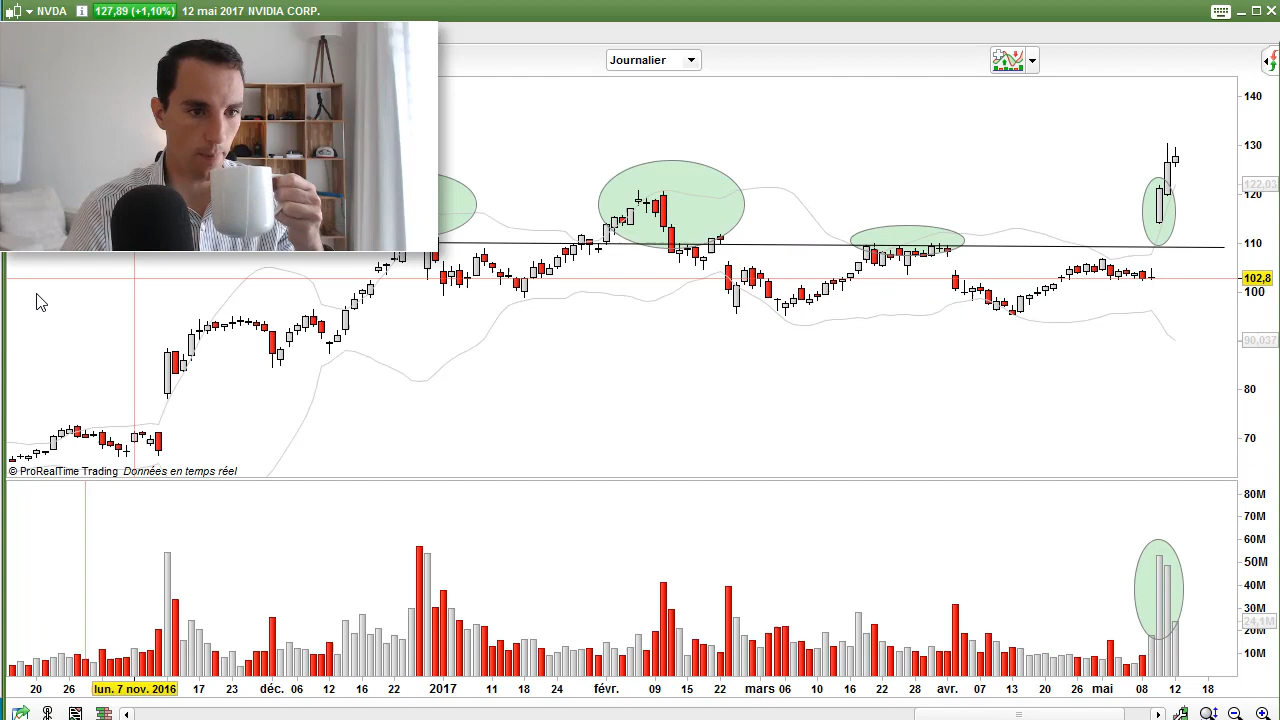 NVDA 127,89 (+1,10%) 12 mai 2017 NVIDIA CORP.
Journalier
140
130
122,03
120
110
102,8
100
90,037
80
70
© ProRealTime Trading Données en temps réel
80M
70M
60M
50M
40M
30M
24,1M
20M
10M
20 26 lun. 7 nov. 2016 17 23 déc. 06 12 16 22 2017 11 18 24 févr. 09 15 22 mars 06 10 16 22 28 avr. 07 13 20 26 mai 08 12 18